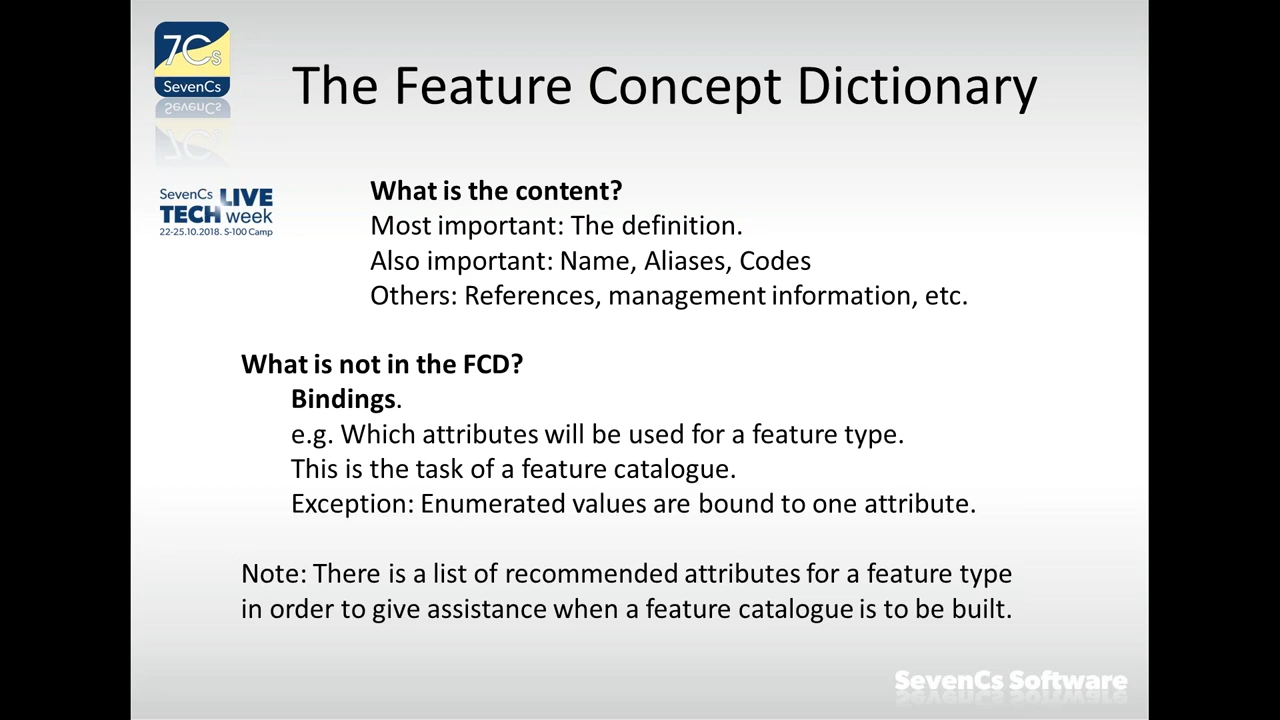 7Cs
SevenCs
The Feature Concept Dictionary
SevenCs LIVE
TECH week
22-25.10.2018. S-100 Camp
What is the content?
Most important: The definition.
Also important: Name, Aliases, Codes
Others: References, management information, etc.
What is not in the FCD?
Bindings.
e.g. Which attributes will be used for a feature type.
This is the task of a feature catalogue.
Exception: Enumerated values are bound to one attribute.
Note: There is a list of recommended attributes for a feature type
in order to give assistance when a feature catalogue is to be built.
SevenCs Software